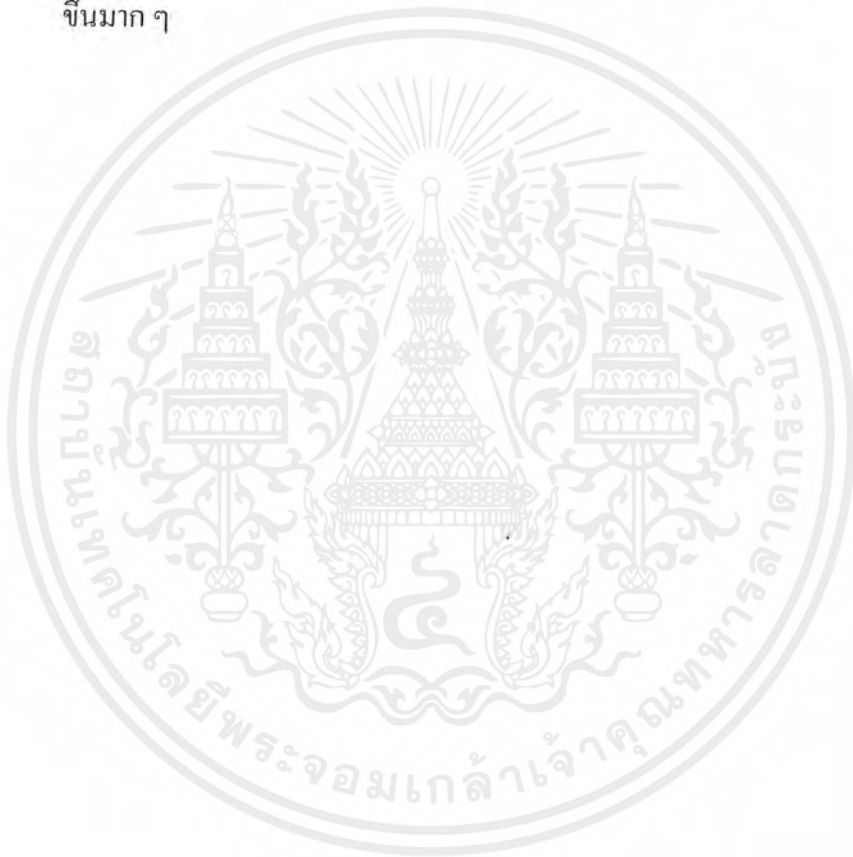 ขึ้นมาก ๆ
สถาบันเทคโนโลยีพระจอมเกล้าเจ้าคุณทหารลาดกระบัง
๔